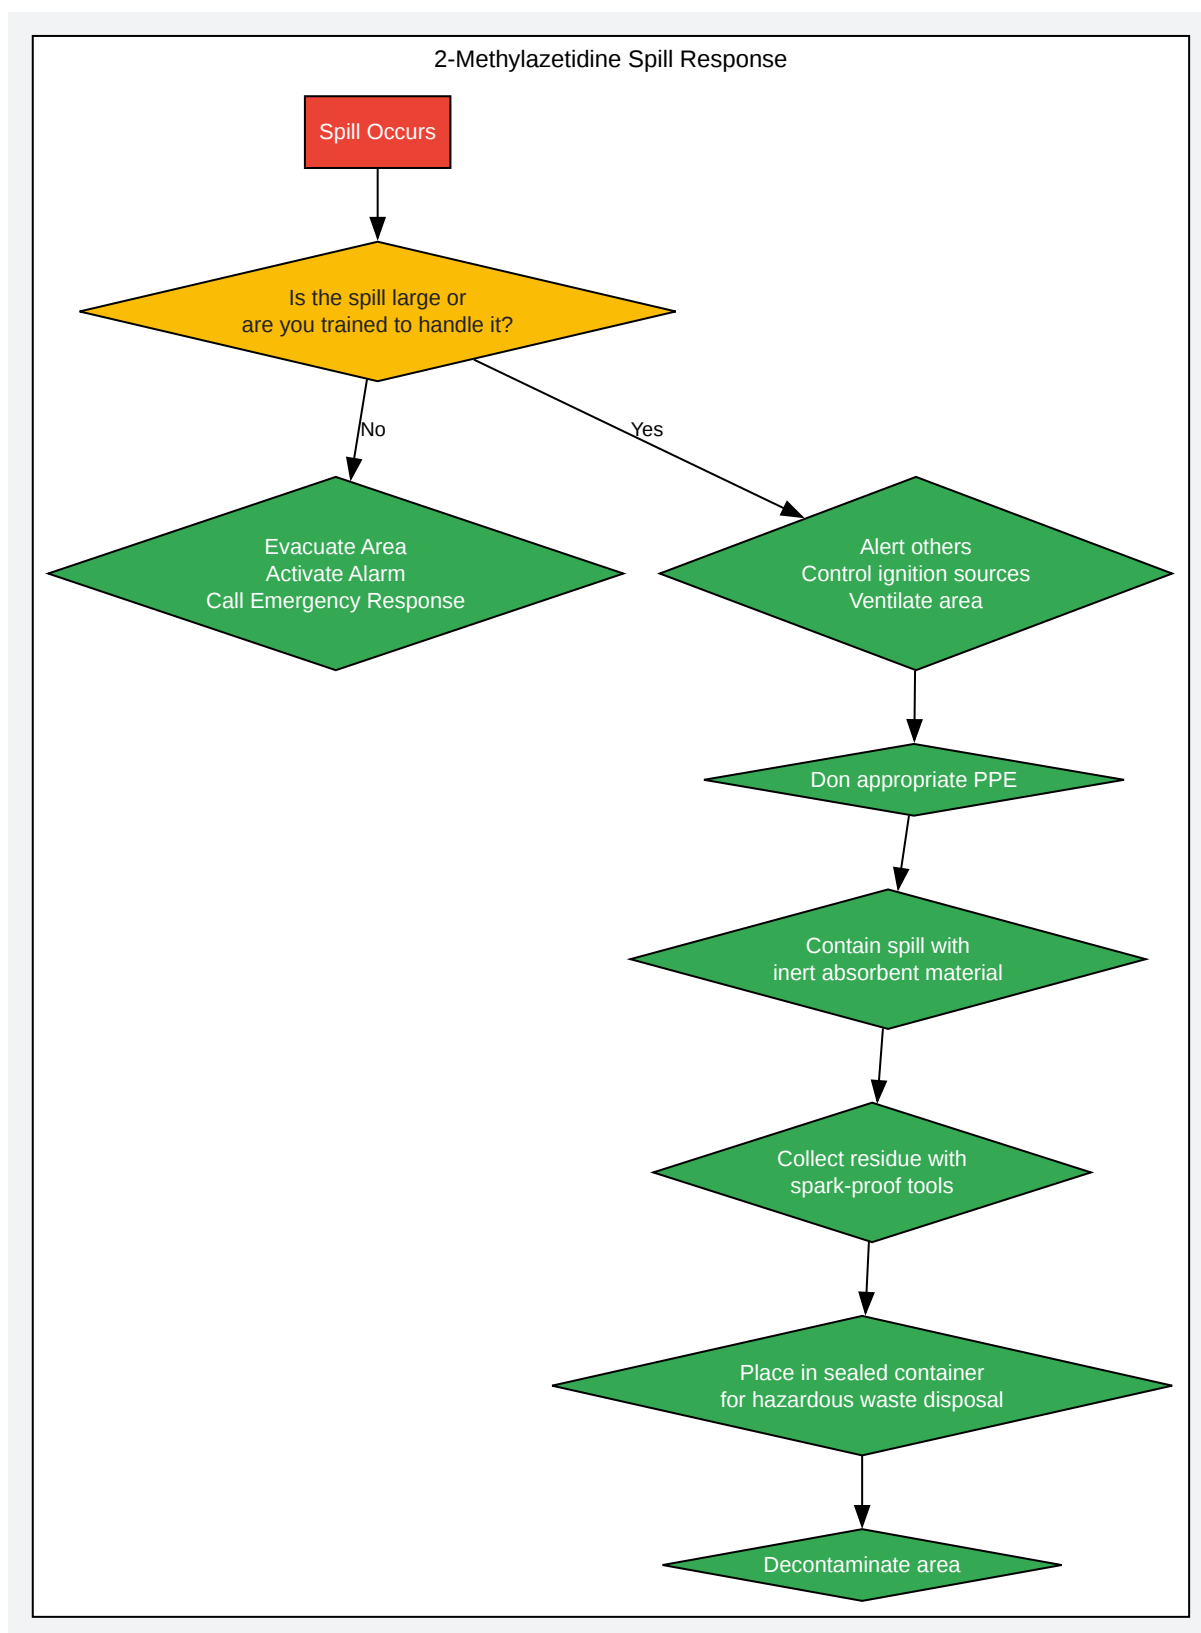 2-Methylazetidine Spill Response
Spill Occurs
Is the spill large or
are you trained to handle it?
No
Yes
Evacuate Area
Activate Alarm
Call Emergency Response
Alert others
Control ignition sources
Ventilate area
Don appropriate PPE
Contain spill with
inert absorbent material
Collect residue with
spark-proof tools
Place in sealed container
for hazardous waste disposal
Decontaminate area